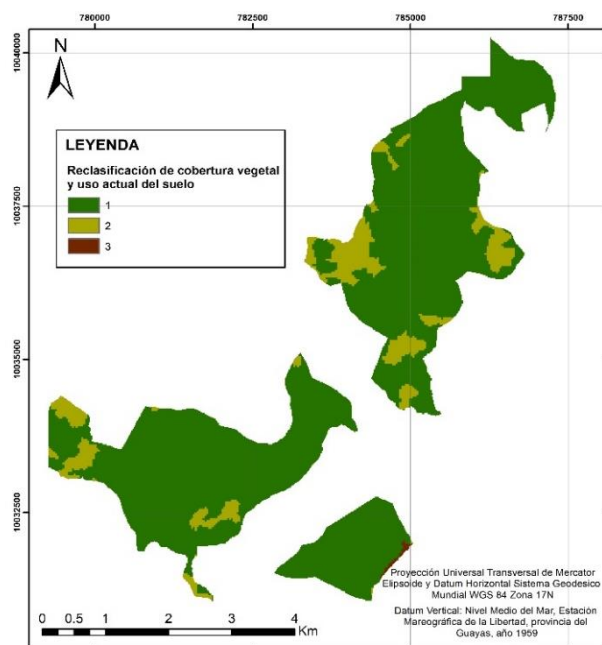 780000 782500 785000 787500
10040000
10037500
10035000
10032500
N
LEYENDA
Reclasificación de cobertura vegetal
y uso actual del suelo
1
2
3
Proyección Universal Transversal de Mercator
Elipsoide y Datum Horizontal Sistema Geodesico
Mundial WGS 84 Zona 17N
Datum Vertical: Nivel Medio del Mar, Estación
Mareográfica de la Libertad, provincia del
Guayas, año 1959
0 0.5 1 2 3 4
Km